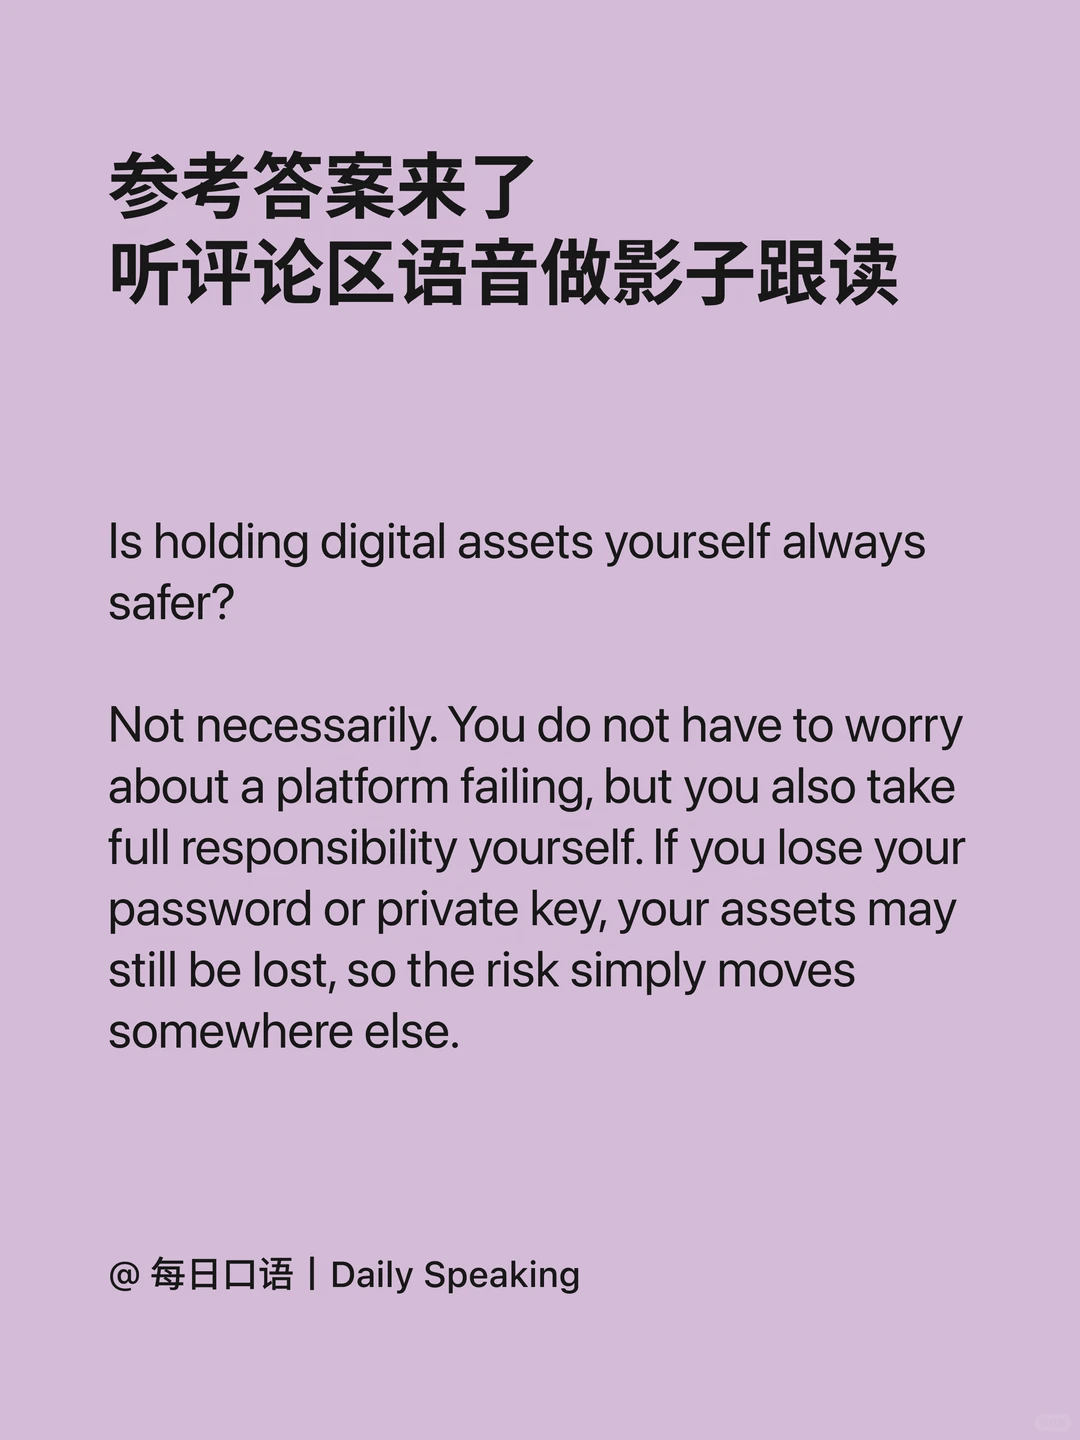 参考答案来了
听评论区语音做影子跟读
Is holding digital assets yourself always
safer?
Not necessarily. You do not have to worry
about a platform failing, but you also take
full responsibility yourself. If you lose your
password or private key, your assets may
still be lost, so the risk simply moves
somewhere else.
@ 每日口语丨Daily Speaking